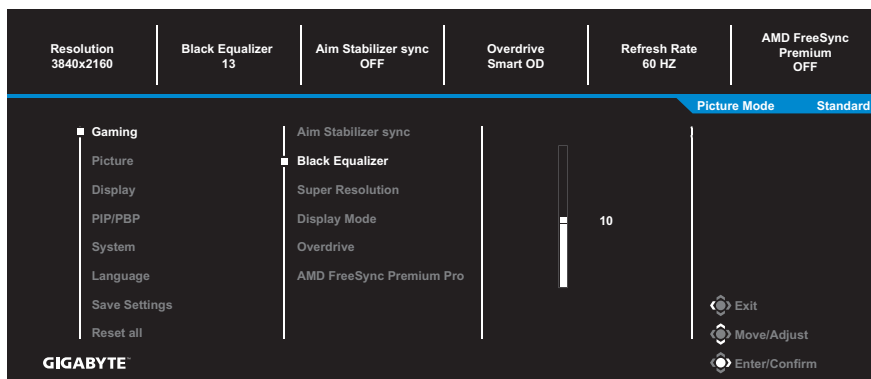 Resolution
3840x2160
Black Equalizer
13
Aim Stabilizer sync
OFF
Overdrive
Smart OD
Refresh Rate
60 HZ
AMD FreeSync
Premium
OFF
Picture Mode Standard
Gaming
Picture
Display
PIP/PBP
System
Language
Save Settings
Reset all
Aim Stabilizer sync
Black Equalizer
Super Resolution
Display Mode
Overdrive
AMD FreeSync Premium Pro
10
Exit
Move/Adjust
Enter/Confirm
GIGABYTE™